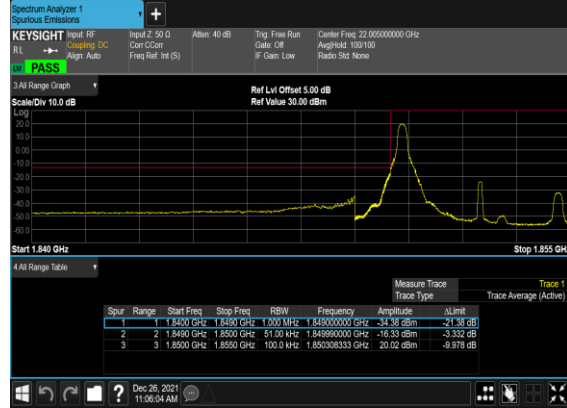 Spectrum Analyzer 1
Spurious Emissions
KEYSIGHT Input: RF Input Z: 50 Ω Atten: 40 dB Trig: Free Run Center Freq: 22.005000000 GHz
RL Coupling: DC Corr CCorr Gate: Off Avg|Hold: 100/100
Align: Auto Freq Ref: Int (S) IF Gain: Low Radio Std: None
PASS
3 All Range Graph
Ref Lvl Offset 5.00 dB
Scale/Div 10.0 dB Ref Value 30.00 dBm
Log
20.0
10.0
0.00
-10.0
-20.0
-30.0
-40.0
-50.0
-60.0
Start 1.840 GHz Stop 1.855 GH
4 All Range Table
Measure Trace Trace 1
Trace Type Trace Average (Active)
Spur Range Start Freq Stop Freq RBW Frequency Amplitude ΔLimit
1 1 1.8400 GHz 1.8490 GHz 1.000 MHz 1.849000000 GHz -34.38 dBm -21.38 dB
2 2 1.8490 GHz 1.8500 GHz 51.00 kHz 1.849990000 GHz -16.33 dBm -3.332 dB
3 3 1.8500 GHz 1.8550 GHz 100.0 kHz 1.850308333 GHz 20.02 dBm -9.978 dB
?
Dec 26, 2021
11:06:04 AM